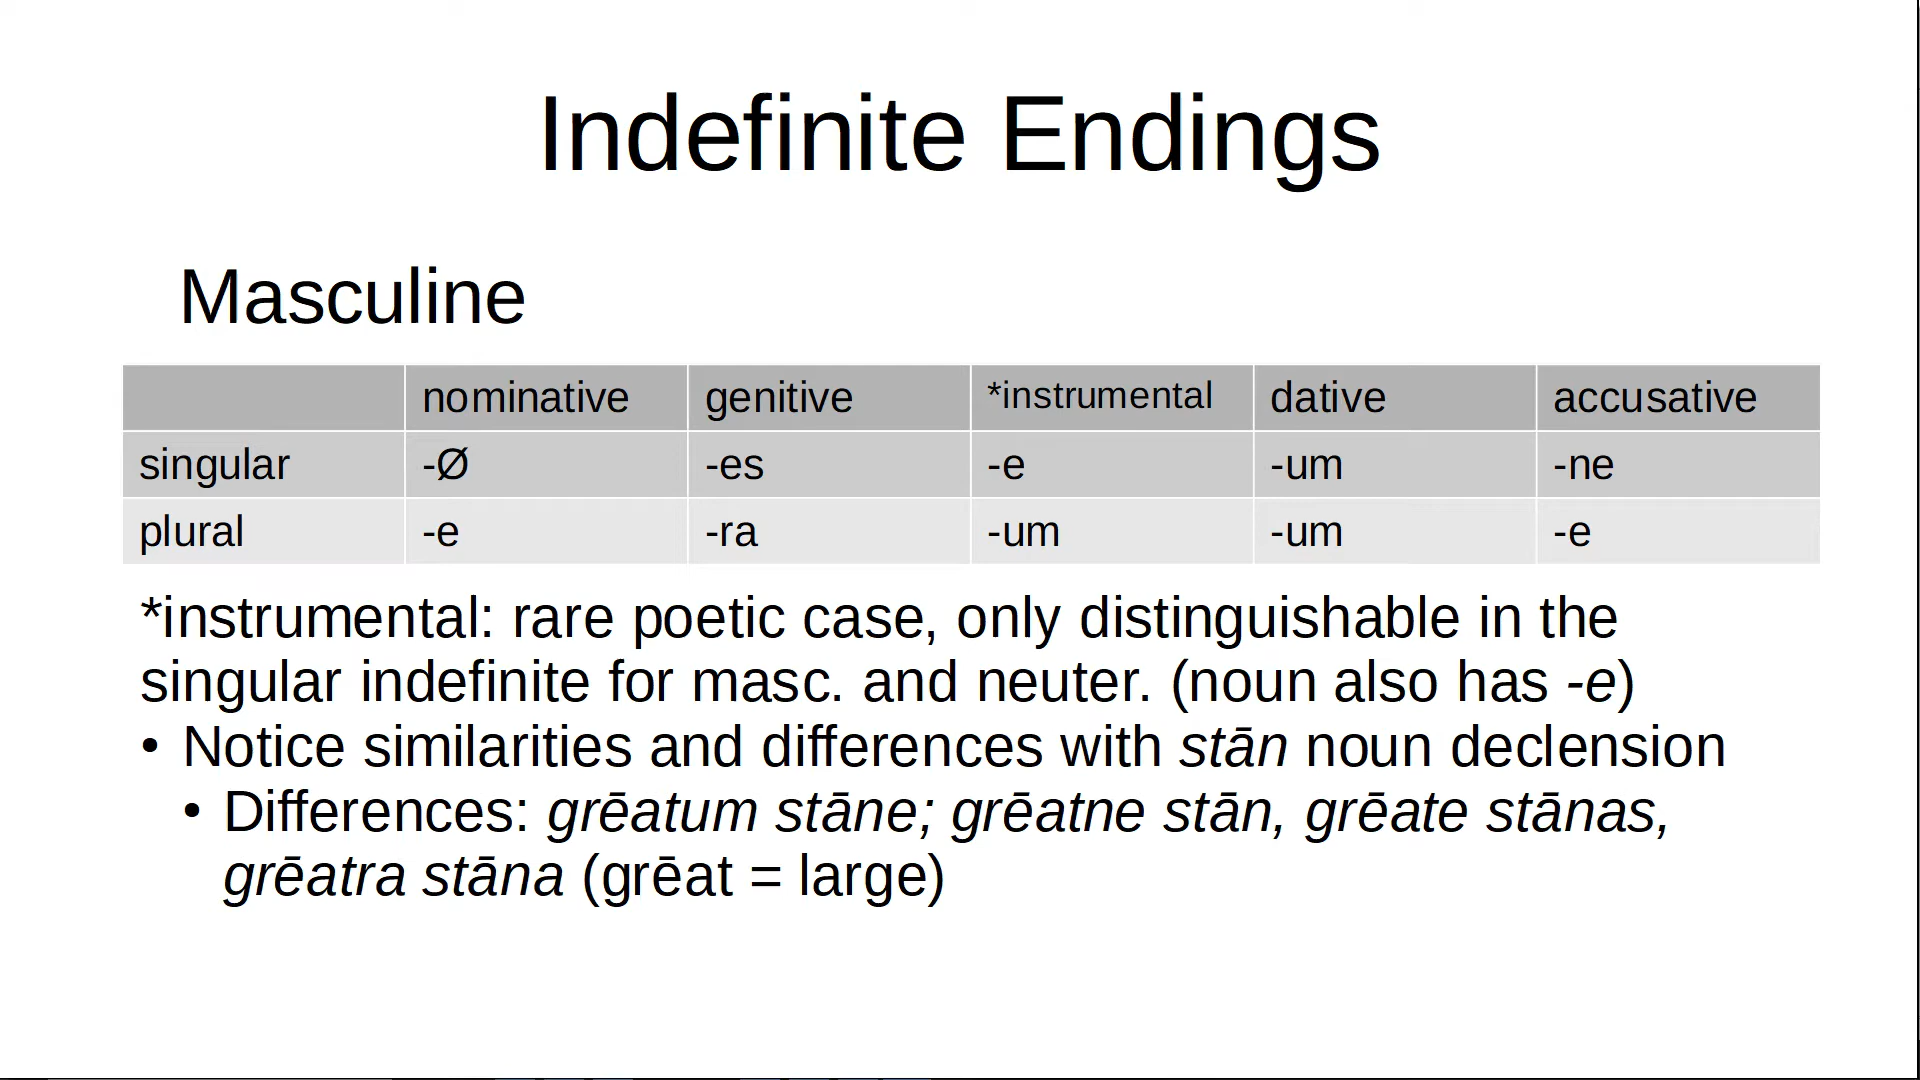 Indefinite Endings
Masculine
nominative genitive *instrumental dative accusative
singular -Ø -es -e -um -ne
plural -e -ra -um -um -e
*instrumental: rare poetic case, only distinguishable in the
singular indefinite for masc. and neuter. (noun also has -e)
• Notice similarities and differences with stān noun declension
• Differences: grēatum stāne; grēatne stān, grēate stānas,
grēatra stāna (grēat = large)